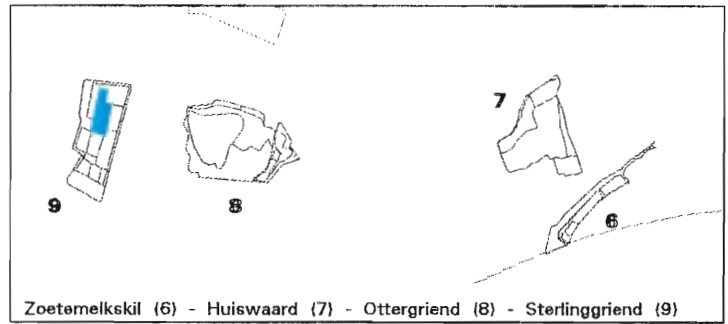 7
9
8
6
Zoetemelkskil (6) - Huiswaard (7) - Ottergriend (8) - Sterlinggriend (9)